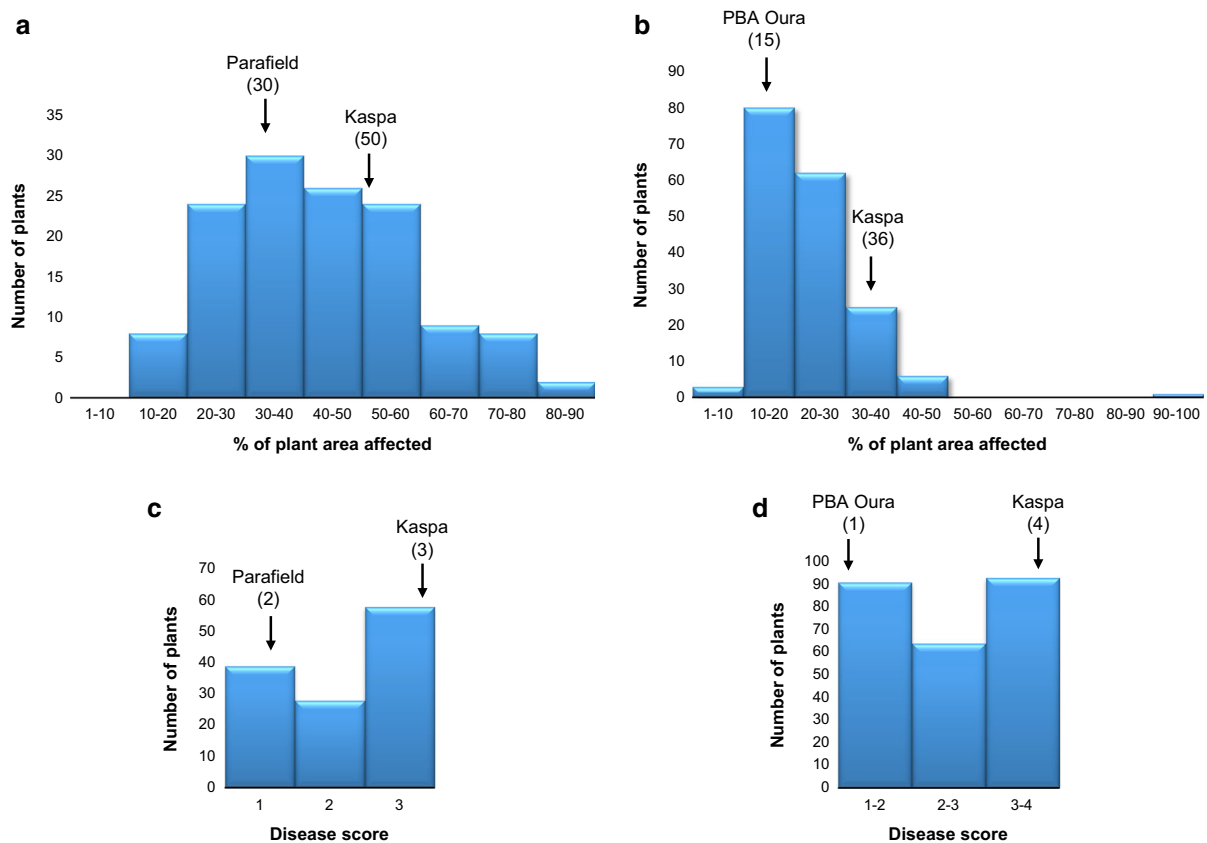 a
Parafield
(30)
Kaspa
(50)
35
30
25
20
15
10
5
0
Number of plants
1-10 10-20 20-30 30-40 40-50 50-60 60-70 70-80 80-90
% of plant area affected
b
PBA Oura
(15)
Kaspa
(36)
90
80
70
60
50
40
30
20
10
0
Number of plants
1-10 10-20 20-30 30-40 40-50 50-60 60-70 70-80 80-90 90-100
% of plant area affected
c
Parafield
(2)
Kaspa
(3)
70
60
50
40
30
20
10
0
Number of plants
1 2 3
Disease score
d
PBA Oura
(1)
Kaspa
(4)
100
90
80
70
60
50
40
30
20
10
0
Number of plants
1-2 2-3 3-4
Disease score